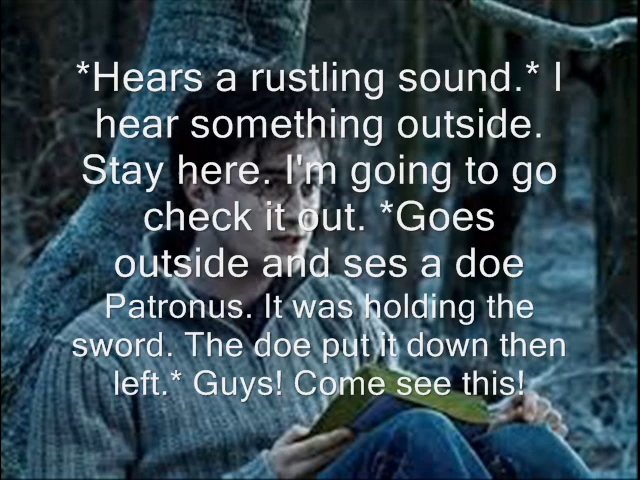 *Hears a rustling sound.* I
hear something outside.
Stay here. I'm going to go
check it out. *Goes
outside and ses a doe
Patronus. It was holding the
sword. The doe put it down then
left.* Guys! Come see this!